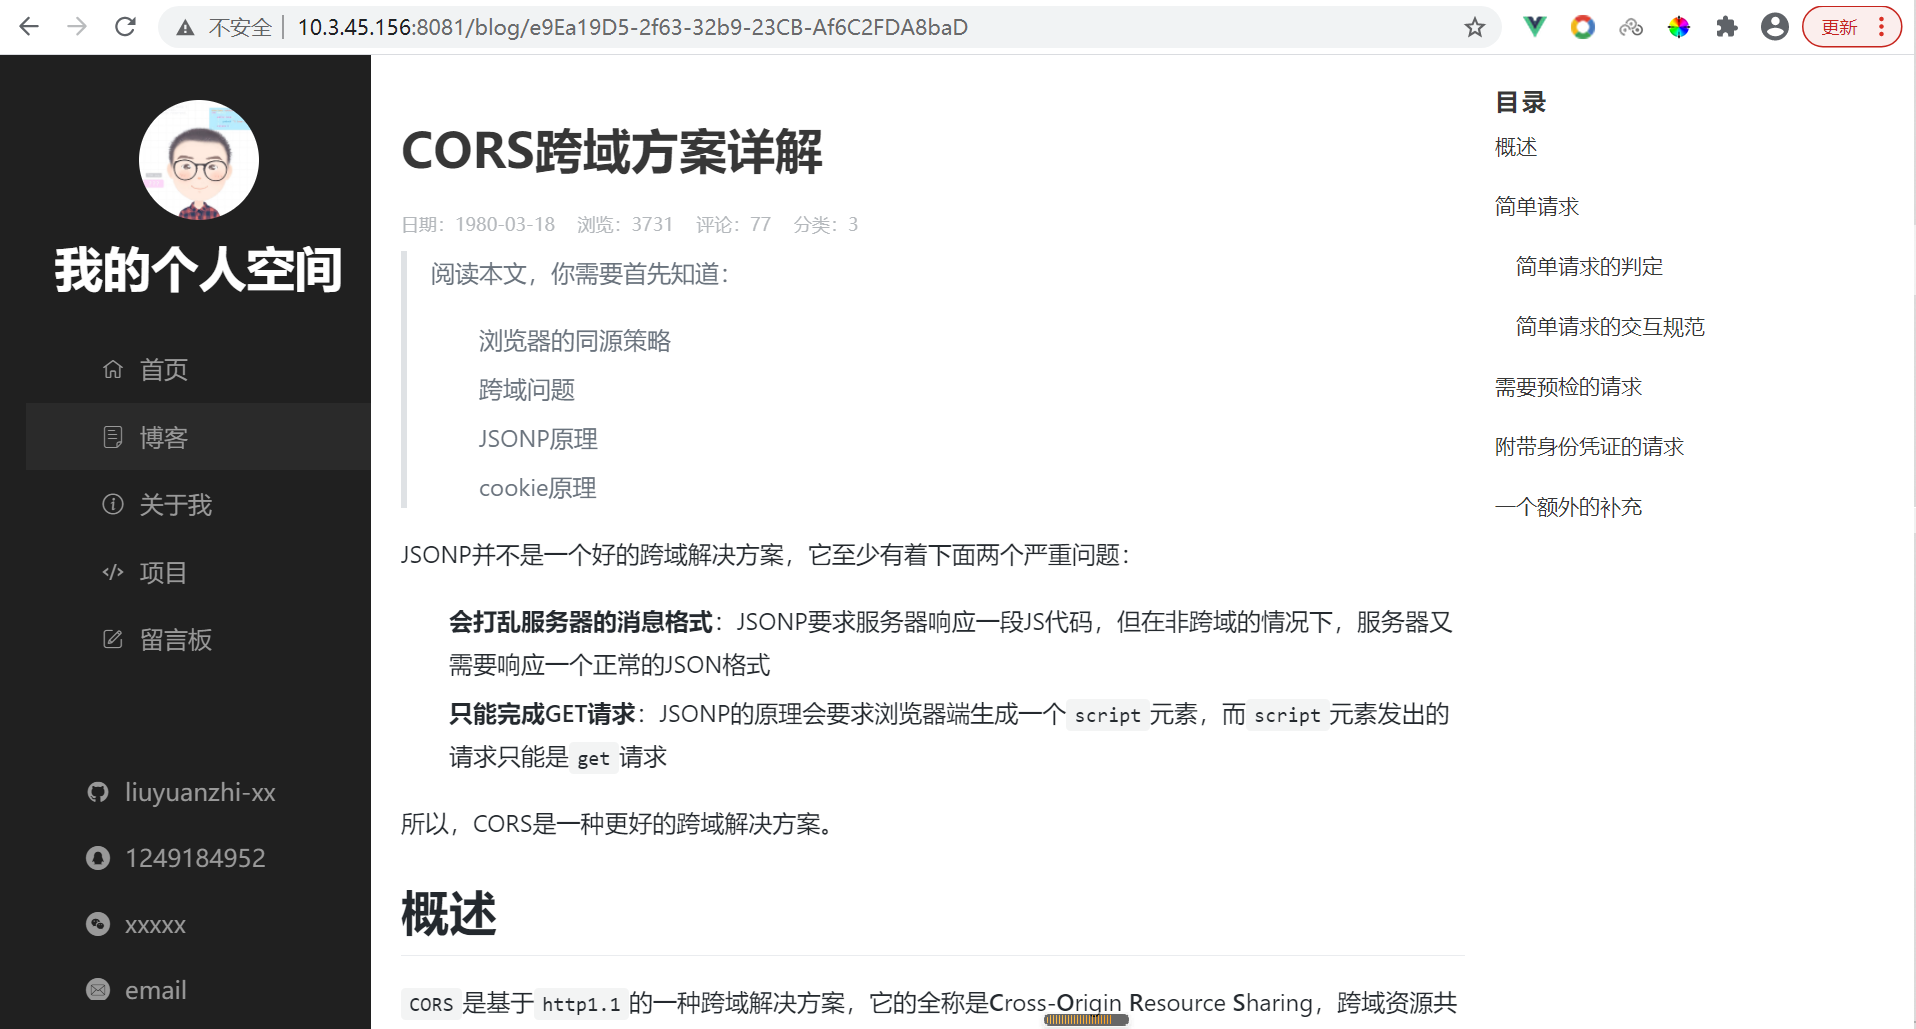 不安全 10.3.45.156:8081/blog/e9Ea19D5-2f63-32b9-23CB-Af6C2FDA8baD
更新
我的个人空间
首页
博客
关于我
项目
留言板
liuyuanzhi-xx
1249184952
xxxxx
email
CORS跨域方案详解
日期：1980-03-18 浏览：3731 评论：77 分类：3
阅读本文，你需要首先知道：
浏览器的同源策略
跨域问题
JSONP原理
cookie原理
JSONP并不是一个好的跨域解决方案，它至少有着下面两个严重问题：
会打乱服务器的消息格式：JSONP要求服务器响应一段JS代码，但在非跨域的情况下，服务器又
需要响应一个正常的JSON格式
只能完成GET请求：JSONP的原理会要求浏览器端生成一个 script 元素，而 script 元素发出的
请求只能是 get 请求
所以，CORS是一种更好的跨域解决方案。
概述
CORS 是基于 http1.1 的一种跨域解决方案，它的全称是Cross-Origin Resource Sharing，跨域资源共
目录
概述
简单请求
简单请求的判定
简单请求的交互规范
需要预检的请求
附带身份凭证的请求
一个额外的补充